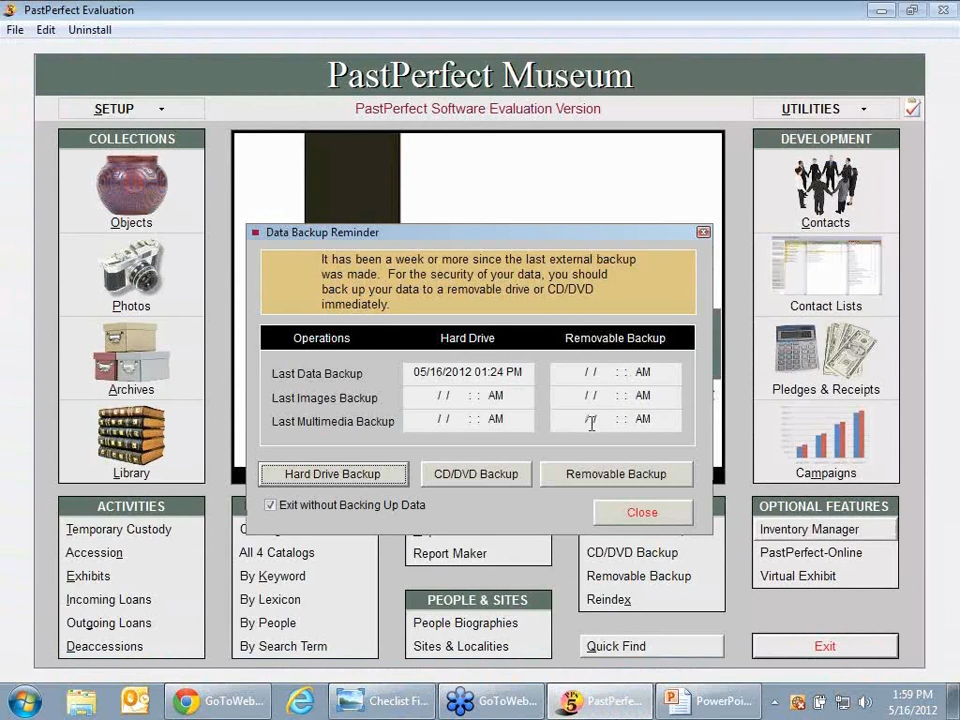 PastPerfect Evaluation
File Edit Uninstall
PastPerfect Museum
SETUP
PastPerfect Software Evaluation Version
UTILITIES
COLLECTIONS
Objects
Photos
Archives
Library
DEVELOPMENT
Contacts
Contact Lists
Pledges & Receipts
Campaigns
Data Backup Reminder
It has been a week or more since the last external backup
was made. For the security of your data, you should
back up your data to a removable drive or CD/DVD
immediately.
Operations Hard Drive Removable Backup
Last Data Backup 05/16/2012 01:24 PM / / : : AM
Last Images Backup / / : : AM / / : : AM
Last Multimedia Backup / / : : AM / / : : AM
Hard Drive Backup CD/DVD Backup Removable Backup
Exit without Backing Up Data
Close
ACTIVITIES
Temporary Custody
Accession
Exhibits
Incoming Loans
Outgoing Loans
Deaccessions
All 4 Catalogs
By Keyword
By Lexicon
By People
By Search Term
Report Maker
PEOPLE & SITES
People Biographies
Sites & Localities
CD/DVD Backup
Removable Backup
Reindex
Quick Find
OPTIONAL FEATURES
Inventory Manager
PastPerfect-Online
Virtual Exhibit
Exit
GoToWeb...
Checlist Fi...
GoToWeb...
PastPerfe...
PowerPoi...
1:59 PM
5/16/2012